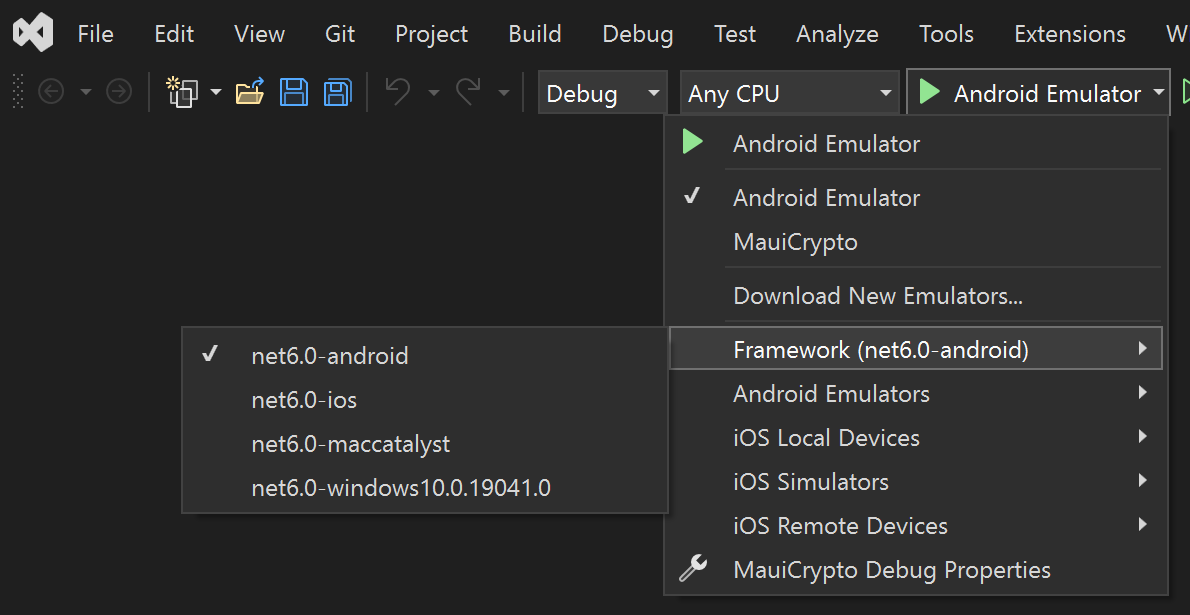 File Edit View Git Project Build Debug Test Analyze Tools Extensions W
Debug Any CPU Android Emulator
Android Emulator
Android Emulator
MauiCrypto
Download New Emulators...
Framework (net6.0-android)
Android Emulators
iOS Local Devices
iOS Simulators
iOS Remote Devices
MauiCrypto Debug Properties
net6.0-android
net6.0-ios
net6.0-maccatalyst
net6.0-windows10.0.19041.0